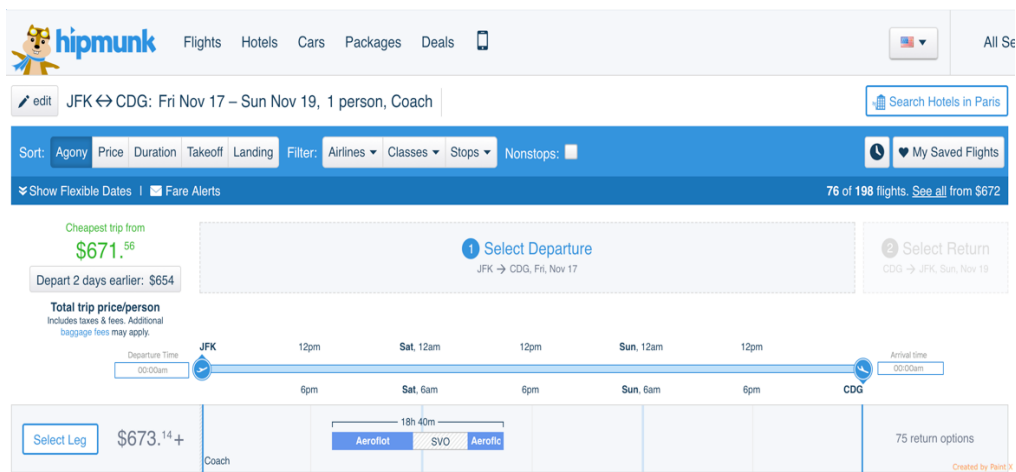 hipmunk Flights Hotels Cars Packages Deals All Se
edit JFK ↔ CDG: Fri Nov 17 – Sun Nov 19, 1 person, Coach Search Hotels in Paris
Sort: Agony Price Duration Takeoff Landing Filter: Airlines Classes Stops Nonstops: My Saved Flights
Show Flexible Dates | Fare Alerts 76 of 198 flights. See all from $672
Cheapest trip from
$671.56
Depart 2 days earlier: $654
Total trip price/person
Includes taxes & fees. Additional
baggage fees may apply.
1 Select Departure
JFK → CDG, Fri, Nov 17
2 Select Return
CDG → JFK, Sun, Nov 19
JFK 12pm Sat, 12am 12pm Sun, 12am 12pm
Departure Time
00:00am
Arrival time
00:00am
6pm Sat, 6am 6pm Sun, 6am 6pm CDG
Select Leg $673.14+
18h 40m
Aeroflot SVO Aeroflc
Coach
75 return options
Created by Paint X